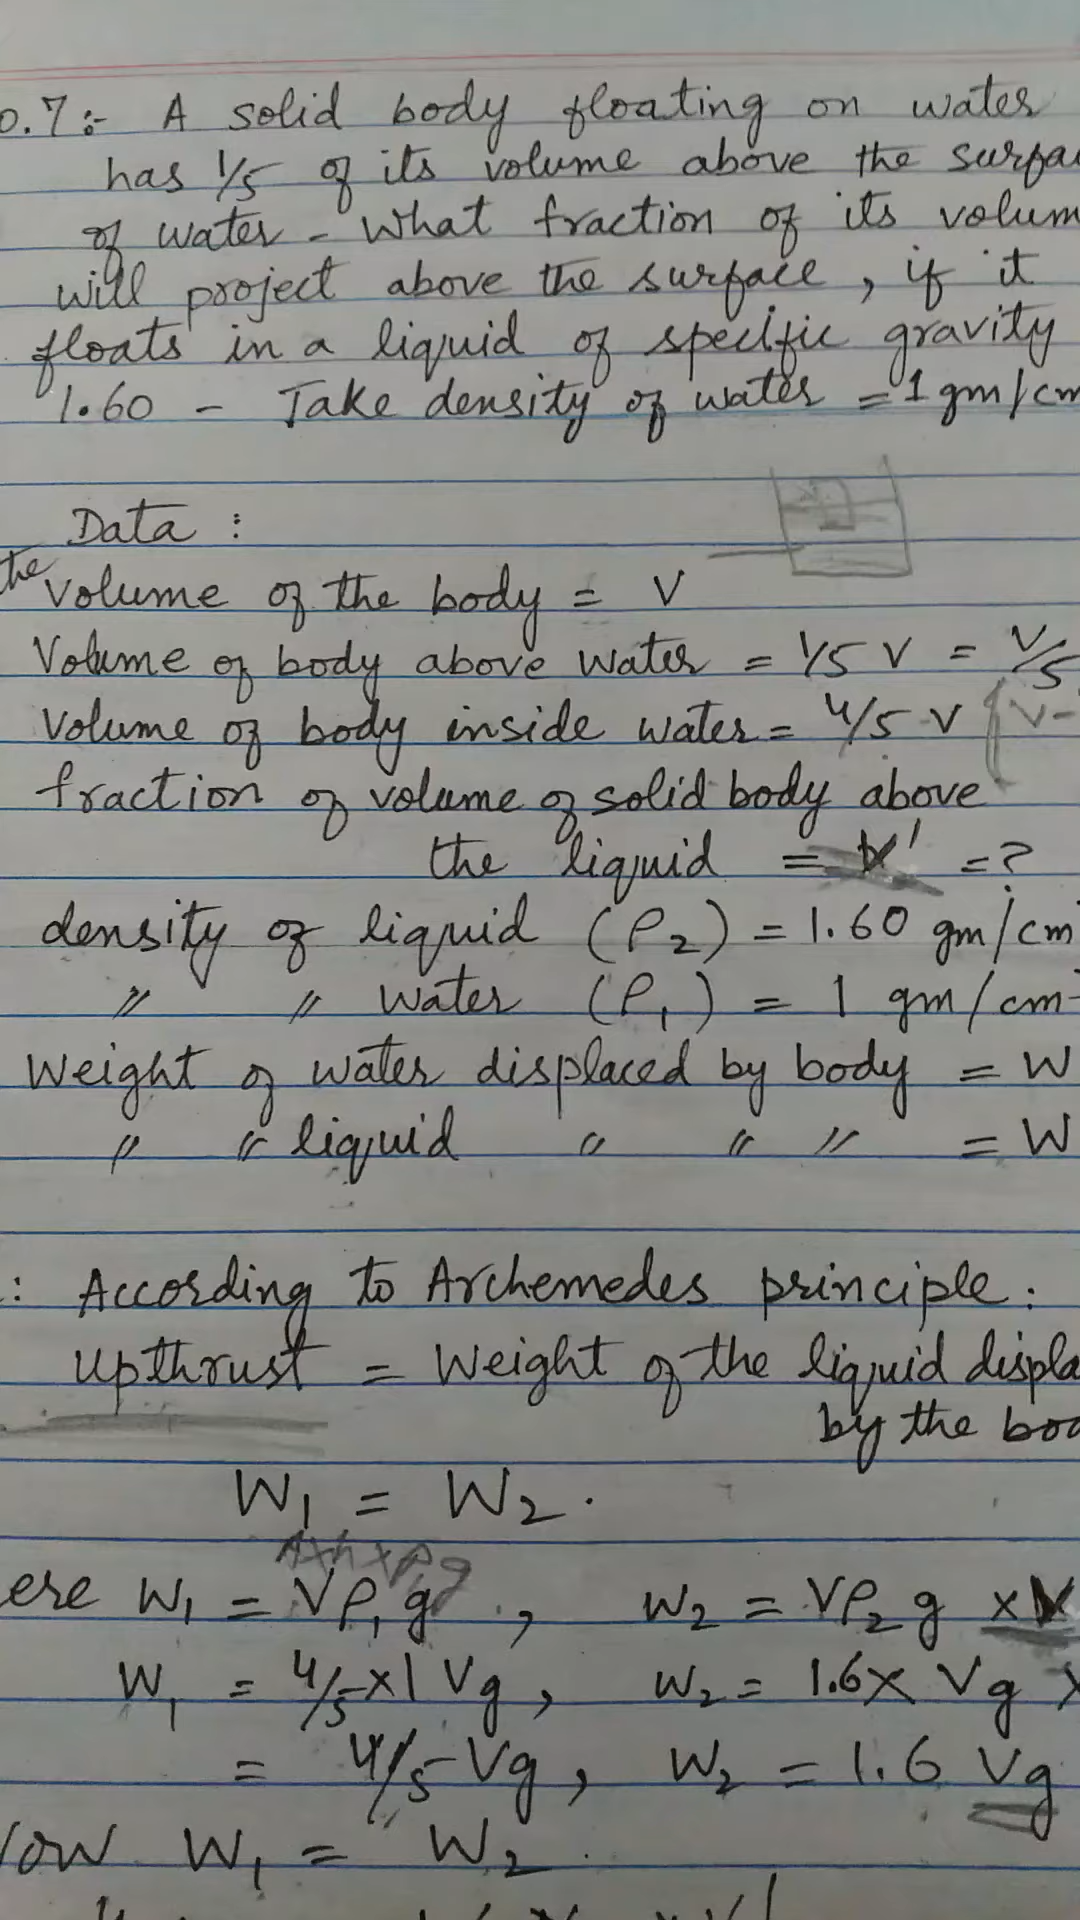 0.7:- A solid body floating on water
has 1/5 of its volume above the surfa
of water - What fraction of its volum
will project above the surface, if it
floats in a liquid of specific gravity
1.60 - Take density of water = 1 gm/cm
Data :
the
Volume of the body = V
Volume of body above water = 1/5 V = V/5
Volume of body inside water = 4/5 V { V-
fraction of volume of solid body above
the liquid = ' = ?
density of liquid (ρ2) = 1.60 gm/cm
〃 〃 water (ρ1) = 1 gm/cm
Weight of water displaced by body = W
〃 〃 liquid 〃 〃 〃 = W
: According to Archemedes principle:
Upthrust = Weight of the liquid displa
by the bod
W1 = W2.
A×h×ρg
ere W1 = Vρ1g , W2 = Vρ2g ×
W1 = 4/5×1 Vg, W2 = 1.6× Vg ×
= 4/5 Vg, W2 = 1.6 Vg
Now W1 = W2.